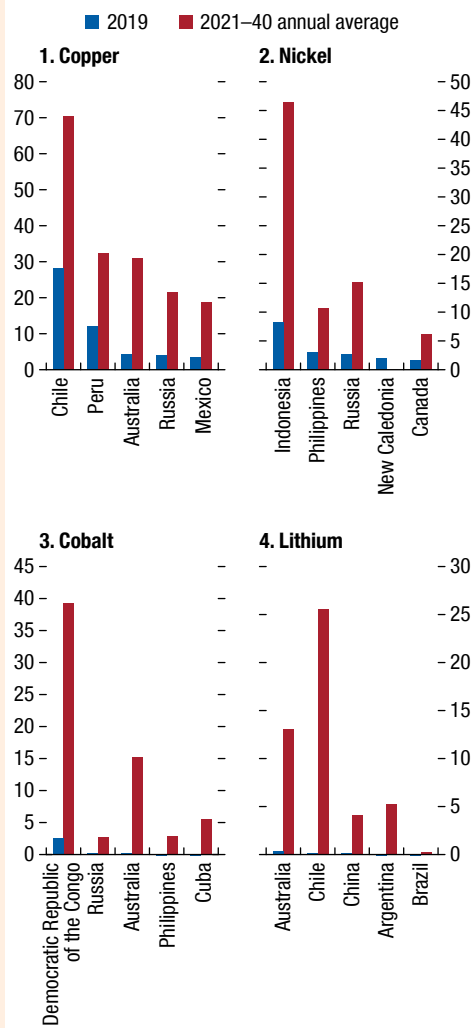 2019 2021–40 annual average
1. Copper
80
70
60
50
40
30
20
10
0
Chile
Peru
Australia
Russia
Mexico
2. Nickel
50
45
40
35
30
25
20
15
10
5
0
Indonesia
Philippines
Russia
New Caledonia
Canada
3. Cobalt
45
40
35
30
25
20
15
10
5
0
Democratic Republic
of the Congo
Russia
Australia
Philippines
Cuba
4. Lithium
30
25
20
15
10
5
0
Australia
Chile
China
Argentina
Brazil